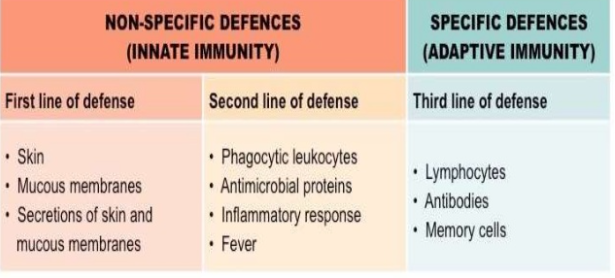 NON-SPECIFIC DEFENCES
(INNATE IMMUNITY)
SPECIFIC DEFENCES
(ADAPTIVE IMMUNITY)
First line of defense
Second line of defense
Third line of defense
• Skin
• Mucous membranes
• Secretions of skin and
mucous membranes
• Phagocytic leukocytes
• Antimicrobial proteins
• Inflammatory response
• Fever
• Lymphocytes
• Antibodies
• Memory cells